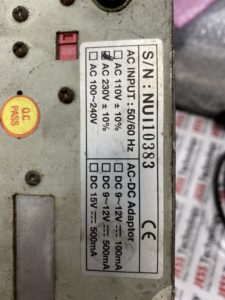 S/N: NUI10383
AC INPUT: 50/60 Hz
AC 110V ± 10%
AC 230V ± 10%
AC 100~240V
AC-DC Adaptor
DC 9~12V 100mA
DC 9~12V 500mA
DC 15V 500mA
CE
Q.C
PASS